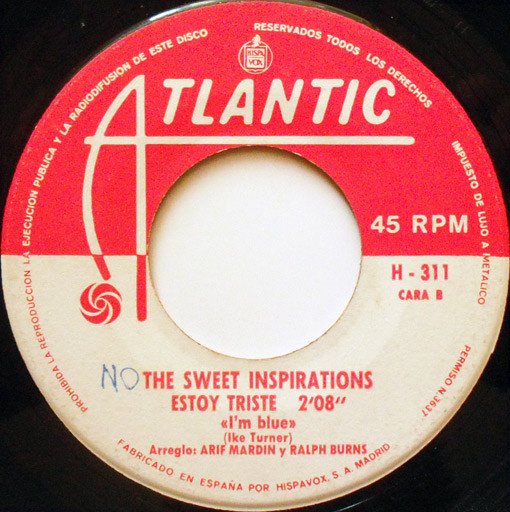 PROHIBIDA LA REPRODUCCION LA EJECUCION PUBLICA Y LA RADIODIFUSION DE ESTE DISCO
RESERVADOS TODOS LOS DERECHOS
IMPUESTO DE LUJO A METALICO
PERMISO N.3637
HISPA
VOX
ATLANTIC
45 RPM
H - 311
CARA B
NO
THE SWEET INSPIRATIONS
ESTOY TRISTE 2'08"
«I'm blue»
(Ike Turner)
Arreglo: ARIF MARDIN y RALPH BURNS
FABRICADO EN ESPAÑA POR HISPAVOX, S. A. MADRID